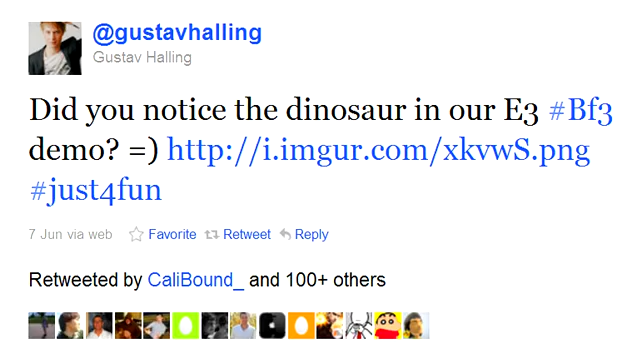 @gustavhalling
Gustav Halling
Did you notice the dinosaur in our E3 #Bf3
demo? =) http://i.imgur.com/xkvwS.png
#just4fun
7 Jun via web Favorite Retweet Reply
Retweeted by CaliBound_ and 100+ others